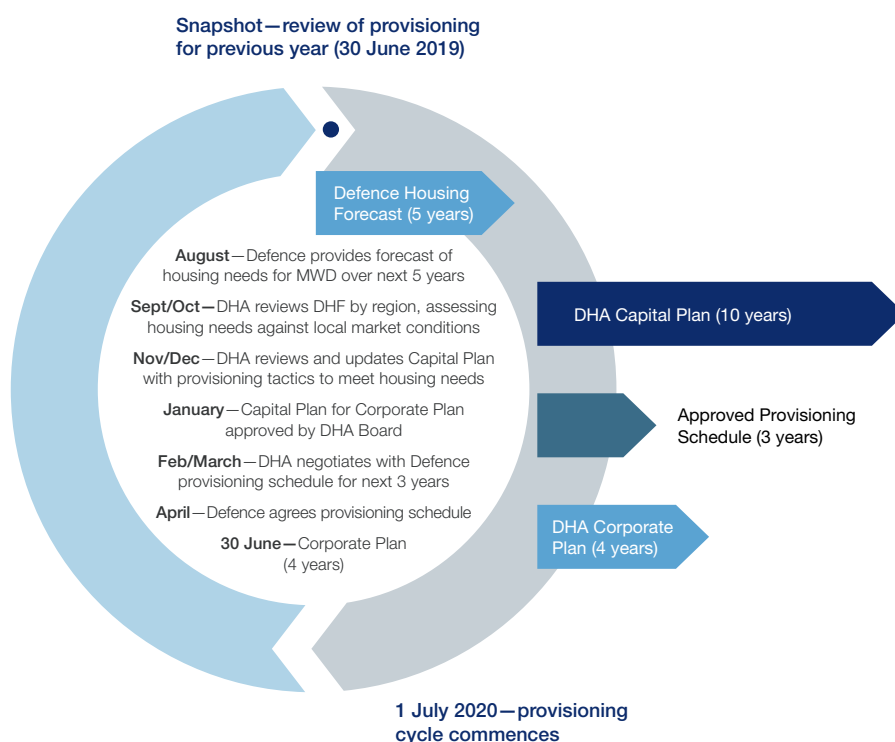 Snapshot—review of provisioning
for previous year (30 June 2019)
Defence Housing
Forecast (5 years)
August—Defence provides forecast of
housing needs for MWD over next 5 years
Sept/Oct—DHA reviews DHF by region, assessing
housing needs against local market conditions
Nov/Dec—DHA reviews and updates Capital Plan
with provisioning tactics to meet housing needs
January—Capital Plan for Corporate Plan
approved by DHA Board
Feb/March—DHA negotiates with Defence
provisioning schedule for next 3 years
April—Defence agrees provisioning schedule
30 June—Corporate Plan
(4 years)
DHA Capital Plan (10 years)
Approved Provisioning
Schedule (3 years)
DHA Corporate
Plan (4 years)
1 July 2020—provisioning
cycle commences